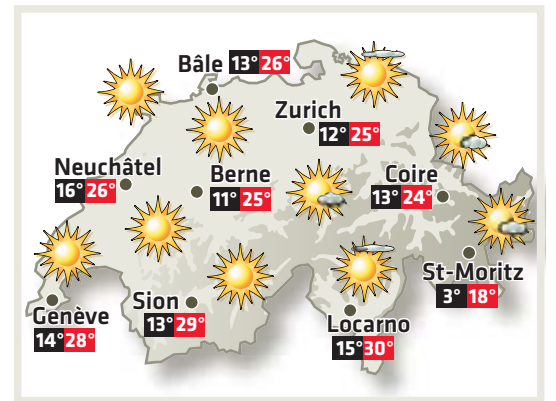 Bâle 13° 26°
Zurich
12° 25°
Neuchâtel
16° 26°
Berne
11° 25°
Coire
13° 24°
St-Moritz
3° 18°
Sion
13° 29°
Genève
14° 28°
Locarno
15° 30°